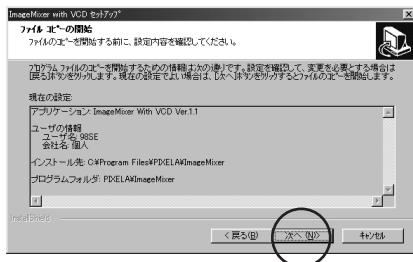 ImageMixer with VCD ｾｯﾄｱｯﾌﾟ
ﾌｧｲﾙ ｺﾋﾟｰの開始
ﾌｧｲﾙのｺﾋﾟｰを開始する前に、設定内容を確認してください。
ﾌﾟﾛｸﾞﾗﾑ ﾌｧｲﾙのｺﾋﾟｰを開始するための情報は次の通りです。設定を確認して、変更を必要とする場合は
[戻る]ﾎﾞﾀﾝをｸﾘｯｸします。現在の設定でよい場合は、[次へ]ﾎﾞﾀﾝをｸﾘｯｸするとﾌｧｲﾙのｺﾋﾟｰを開始します。
現在の設定:
アプリケーション: ImageMixer With VCD Ver.1.1
ユーザの情報
ユーザ名: 98SE
会社名: 個人
インストール先: C:¥Program Files¥PIXELA¥ImageMixer
プログラムフォルダ: PIXELA¥ImageMixer
InstallShield
< 戻る(B)
次へ (N)>
ｷｬﾝｾﾙ